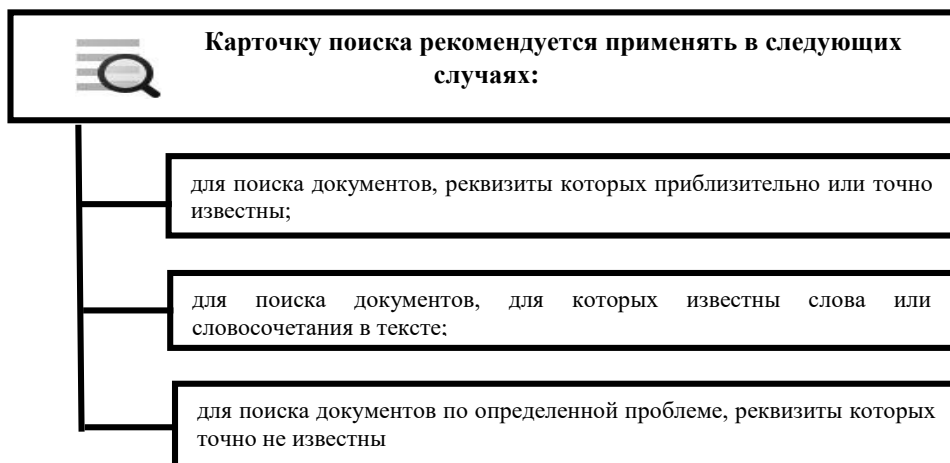 Карточку поиска рекомендуется применять в следующих
случаях:
для поиска документов, реквизиты которых приблизительно или точно
известны;
для поиска документов, для которых известны слова или
словосочетания в тексте;
для поиска документов по определенной проблеме, реквизиты которых
точно не известны